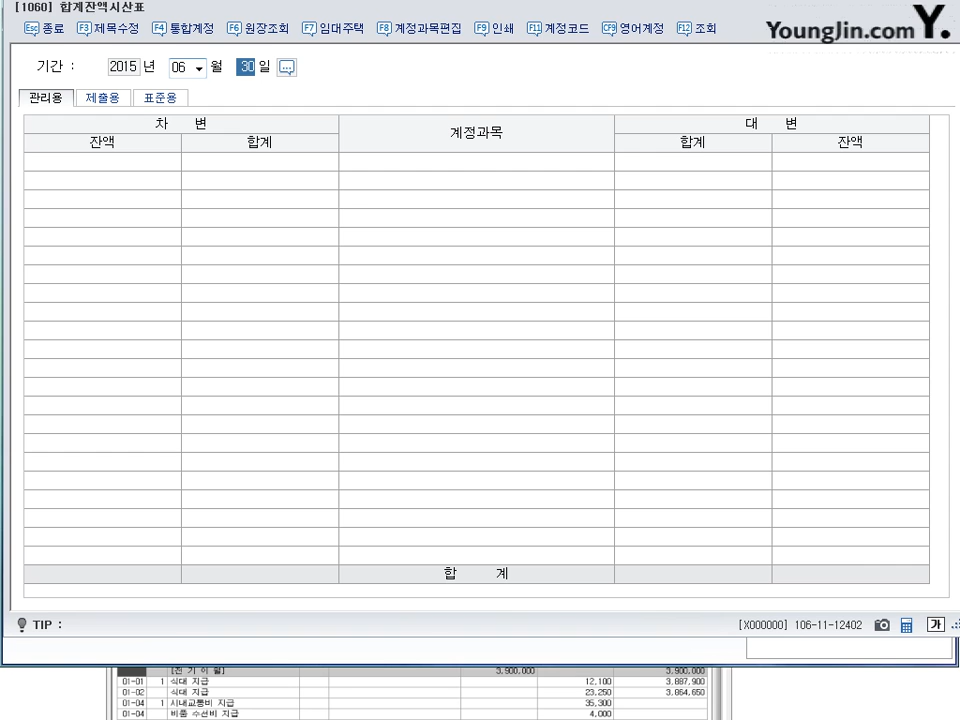 [1060] 합계잔액시산표
Esc 종료 F3 제목수정 F4 통합계정 F6 원장조회 F7 임대주택 F8 계정과목편집 F9 인쇄 F11 계정코드 CF9 영어계정 F12 조회
YoungJin.com Y.
기간 : 2015 년 06 월 30 일
관리용 제출용 표준용
차 변 계정과목 대 변
잔액 합계 합계 잔액
합 계
TIP : [X000000] 106-11-12402 가
[전 기 이 월] 3,900,000 3,900,000
01-01 1 식대 지급 12,100 3,887,900
01-02 식대 지급 23,250 3,864,650
01-04 1 시내교통비 지급 35,300
01-04 비품 수선비 지급 4,000